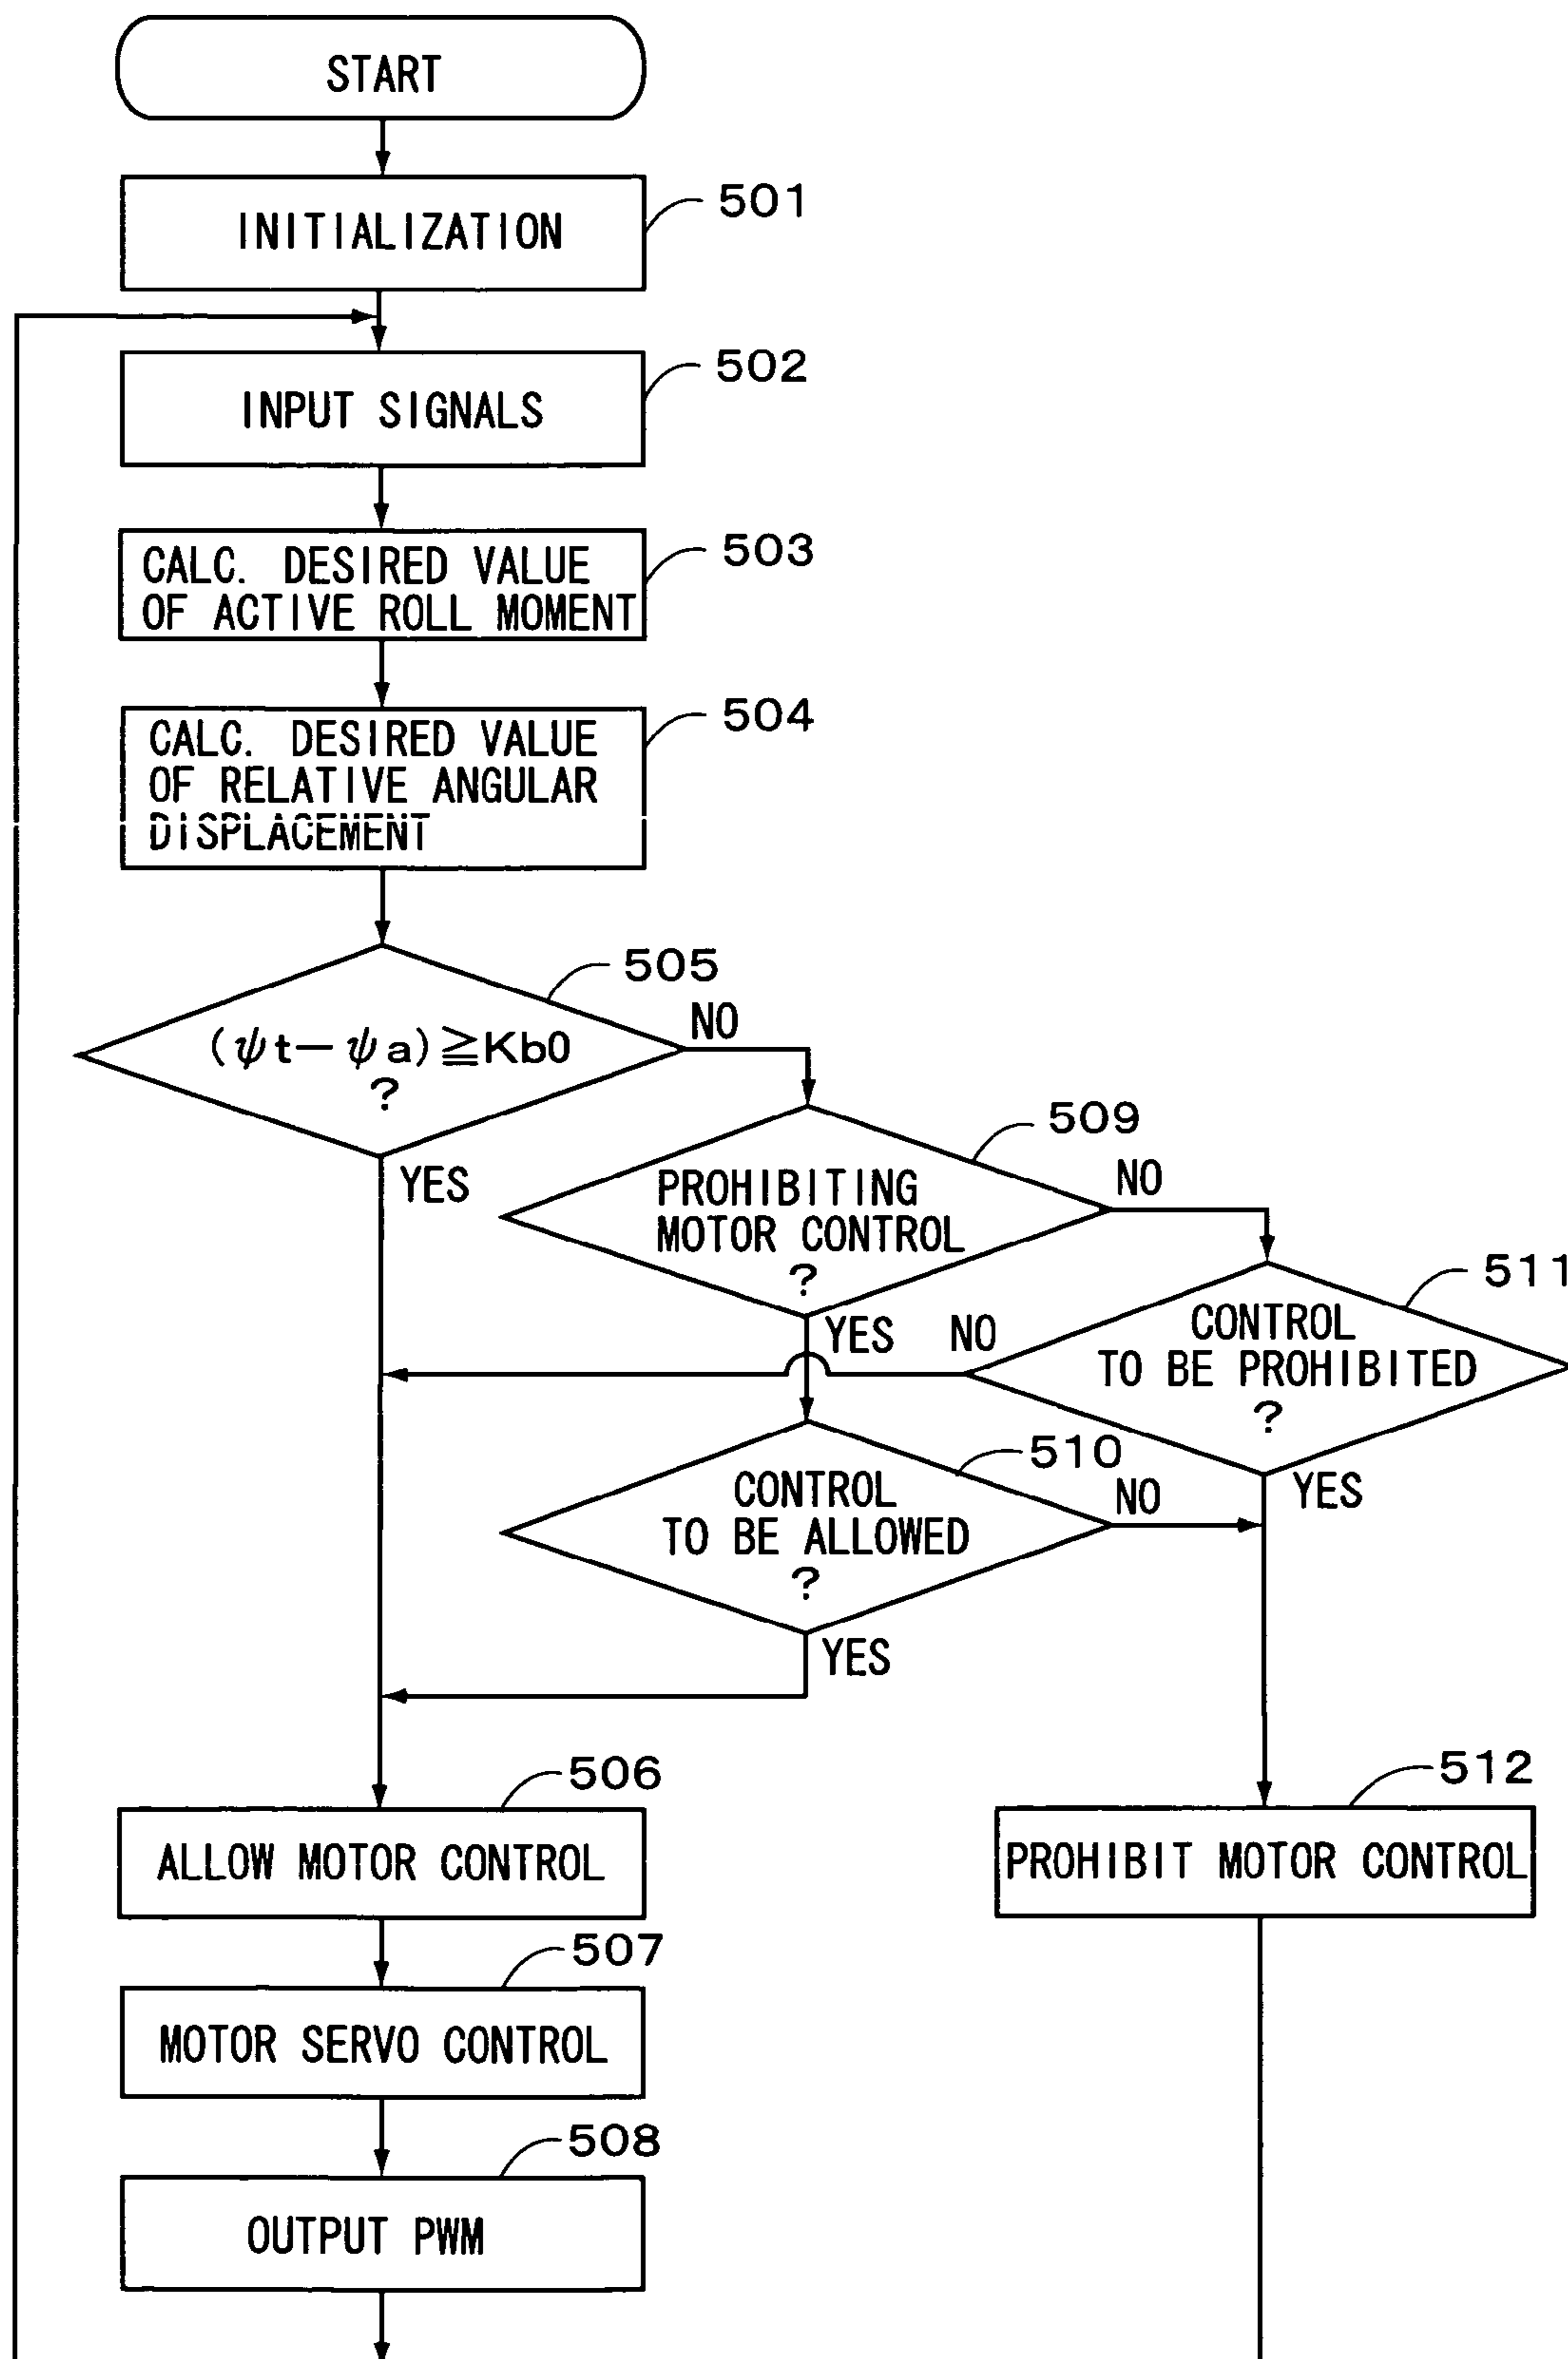 START
INITIALIZATION
501
INPUT SIGNALS
502
CALC. DESIRED VALUE
OF ACTIVE ROLL MOMENT
503
CALC. DESIRED VALUE
OF RELATIVE ANGULAR
DISPLACEMENT
504
505
(ψt−ψa)≧Kb0
?
NO
YES
509
PROHIBITING
MOTOR CONTROL
?
NO
YES
511
CONTROL
TO BE PROHIBITED
?
NO
YES
510
CONTROL
TO BE ALLOWED
?
NO
YES
506
ALLOW MOTOR CONTROL
512
PROHIBIT MOTOR CONTROL
507
MOTOR SERVO CONTROL
508
OUTPUT PWM